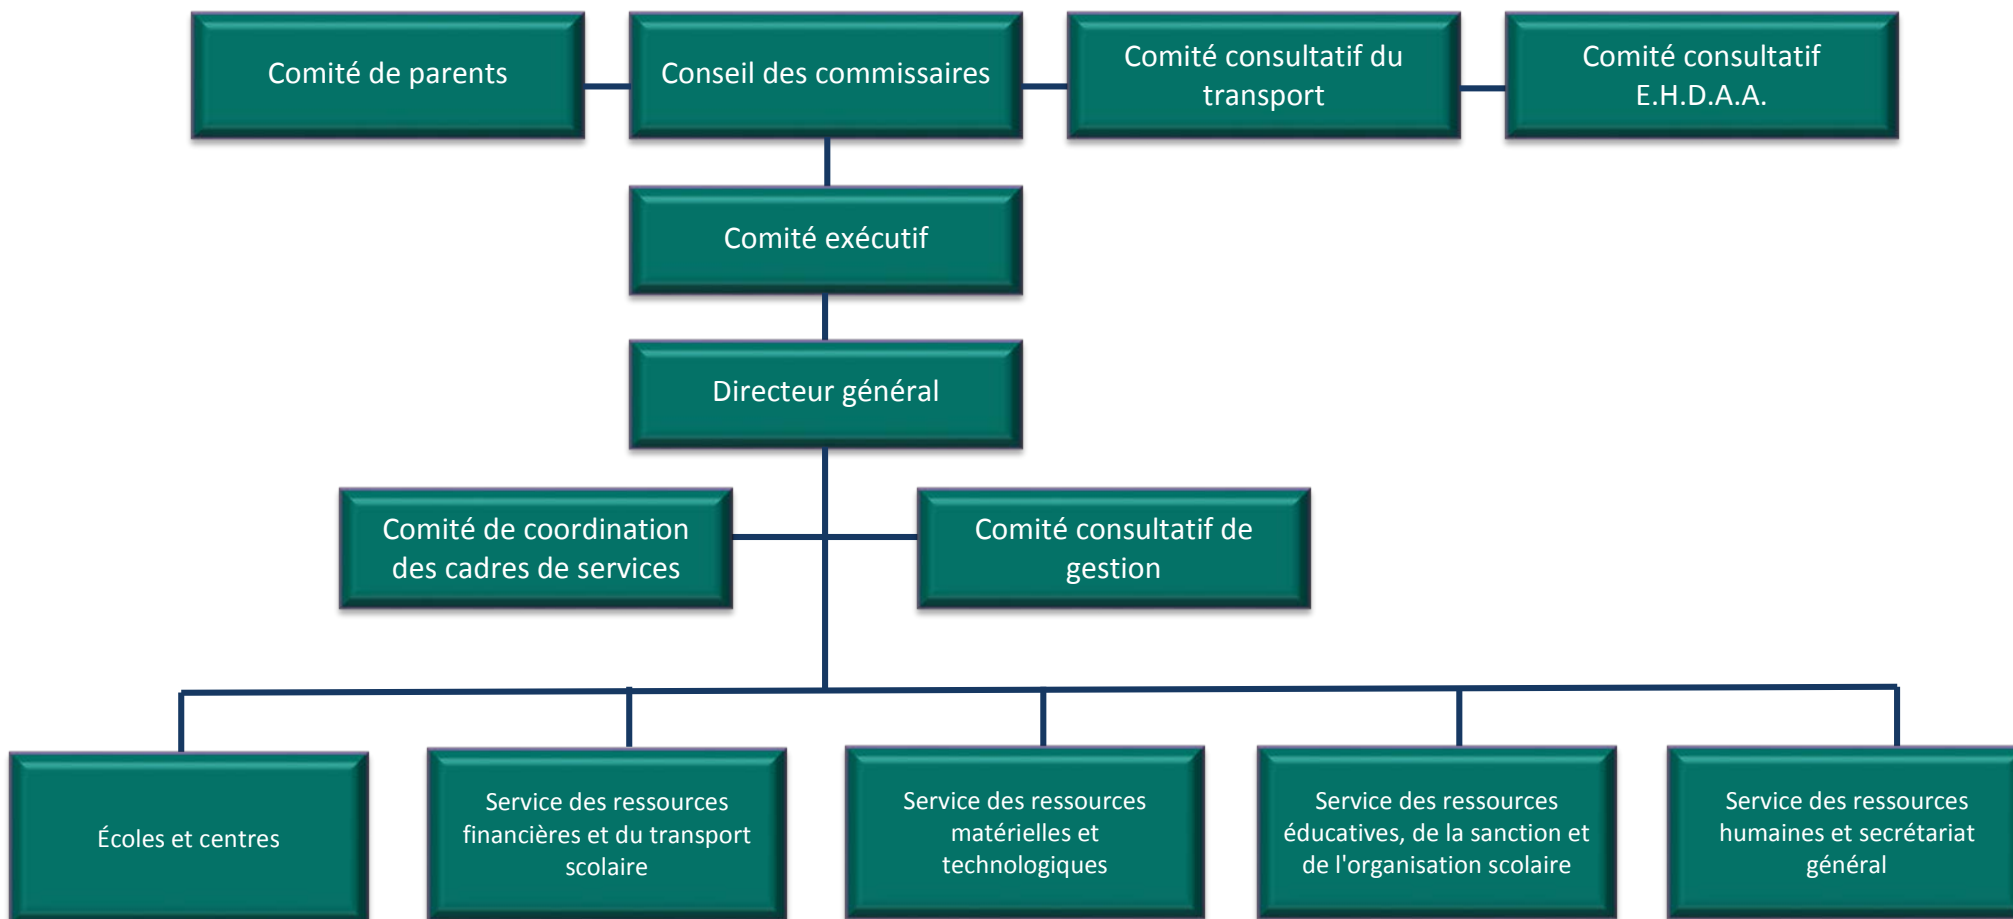 Comité de parents
Conseil des commissaires
Comité consultatif du
transport
Comité consultatif
E.H.D.A.A.
Comité exécutif
Directeur général
Comité de coordination
des cadres de services
Comité consultatif de
gestion
Écoles et centres
Service des ressources
financières et du transport
scolaire
Service des ressources
matérielles et
technologiques
Service des ressources
éducatives, de la sanction et
de l'organisation scolaire
Service des ressources
humaines et secrétariat
général